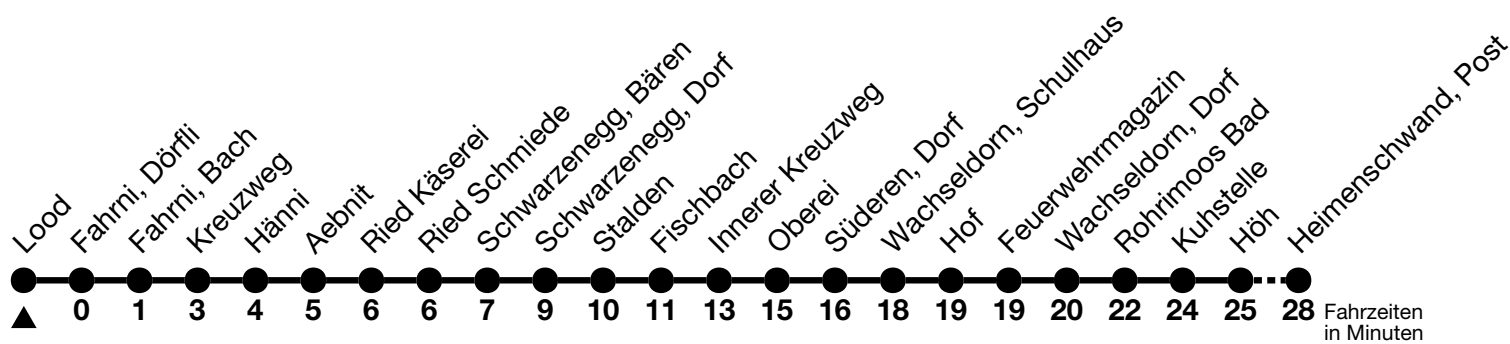 Lood
Fahrni, Dörfli
Fahrni, Bach
Kreuzweg
Hänni
Aebnit
Ried Käserei
Ried Schmiede
Schwarzenegg, Bären
Schwarzenegg, Dorf
Stalden
Fischbach
Innerer Kreuzweg
Oberei
Süderen, Dorf
Wachseldorn, Schulhaus
Hof
Feuerwehrmagazin
Wachseldorn, Dorf
Rohrimoos Bad
Kuhstelle
Höh
Heimenschwand, Post
0 1 3 4 5 6 6 7 9 10 11 13 15 16 18 19 19 20 22 24 25 28
Fahrzeiten
in Minuten